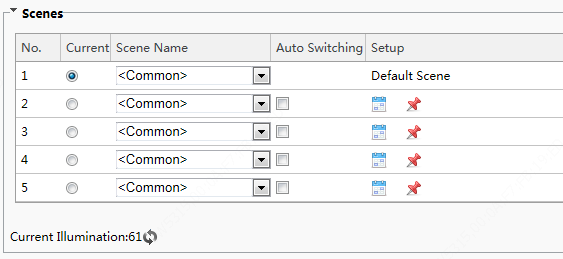 Scenes
No. Current Scene Name Auto Switching Setup
1 <Common> Default Scene
2 <Common>
3 <Common>
4 <Common>
5 <Common>
Current Illumination:61